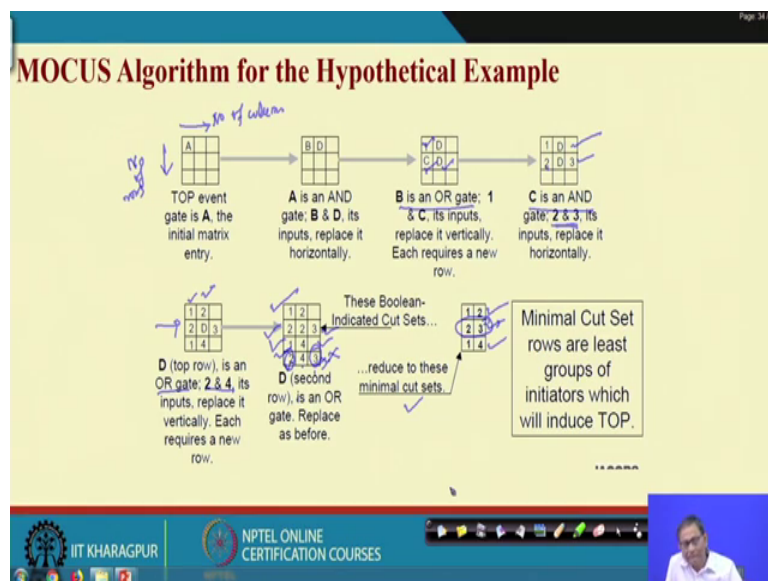 Page: 34 /
MOCUS Algorithm for the Hypothetical Example
No of column
No of rows
A
TOP event
gate is A, the
initial matrix
entry.
B D
A is an AND
gate; B & D, its
inputs, replace it
horizontally.
D
C D
B is an OR gate; 1
& C, its inputs,
replace it vertically.
Each requires a new
row.
1 D
2 D 3
C is an AND
gate; 2 & 3, its
inputs, replace it
horizontally.
1 2
2 D 3
1 4
D (top row), is an
OR gate; 2 & 4, its
inputs, replace it
vertically. Each
requires a new
row.
1 2
2 2 3
1 4
4 3
D (second
row), is an OR
gate. Replace
as before.
These Boolean-
Indicated Cut Sets...
...reduce to these
minimal cut sets.
1 2
2 3
1 4
Minimal Cut Set
rows are least
groups of
initiators which
will induce TOP.
IIT KHARAGPUR
NPTEL ONLINE
CERTIFICATION COURSES